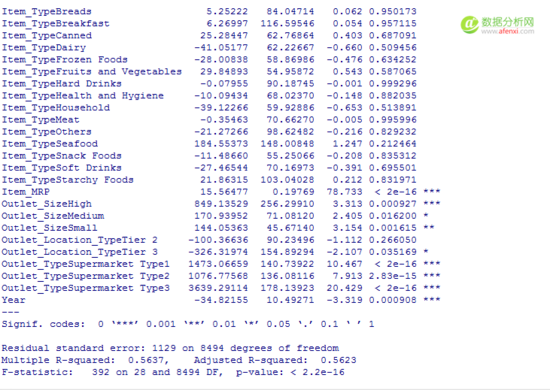 Item_TypeBreads 5.25222 84.04714 0.062 0.950173
Item_TypeBreakfast 6.26997 116.59546 0.054 0.957115
Item_TypeCanned 25.28447 62.76864 0.403 0.687091
Item_TypeDairy -41.05177 62.22667 -0.660 0.509456
Item_TypeFrozen Foods -28.00838 58.86986 -0.476 0.634252
Item_TypeFruits and Vegetables 29.84893 54.95872 0.543 0.587065
Item_TypeHard Drinks -0.07955 90.18745 -0.001 0.999296
Item_TypeHealth and Hygiene -10.09434 68.02370 -0.148 0.882035
Item_TypeHousehold -39.12266 59.92886 -0.653 0.513891
Item_TypeMeat -0.35463 70.66270 -0.005 0.995996
Item_TypeOthers -21.27266 98.62482 -0.216 0.829232
Item_TypeSeafood 184.55373 148.00848 1.247 0.212464
Item_TypeSnack Foods -11.48660 55.25066 -0.208 0.835312
Item_TypeSoft Drinks -27.46544 70.16973 -0.391 0.695501
Item_TypeStarchy Foods 21.86315 103.04028 0.212 0.831971
Item_MRP 15.56477 0.19769 78.733 < 2e-16 ***
Outlet_SizeHigh 849.13529 256.29910 3.313 0.000927 ***
Outlet_SizeMedium 170.93952 71.08120 2.405 0.016200 *
Outlet_SizeSmall 144.05363 45.67140 3.154 0.001615 **
Outlet_Location_TypeTier 2 -100.36636 90.23496 -1.112 0.266050
Outlet_Location_TypeTier 3 -326.31974 154.89294 -2.107 0.035169 *
Outlet_TypeSupermarket Type1 1473.06659 140.73922 10.467 < 2e-16 ***
Outlet_TypeSupermarket Type2 1076.77568 136.08116 7.913 2.83e-15 ***
Outlet_TypeSupermarket Type3 3639.29114 178.13923 20.429 < 2e-16 ***
Year -34.82155 10.49271 -3.319 0.000908 ***
---
Signif. codes: 0 ‘***’ 0.001 ‘**’ 0.01 ‘*’ 0.05 ‘.’ 0.1 ‘ ’ 1
Residual standard error: 1129 on 8494 degrees of freedom
Multiple R-squared: 0.5637, Adjusted R-squared: 0.5623
F-statistic: 392 on 28 and 8494 DF, p-value: < 2.2e-16
数据分析网
www.afenxi.com